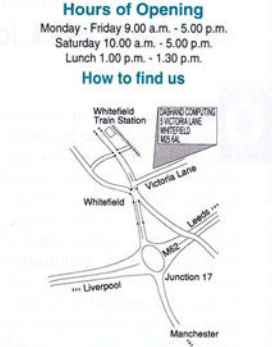 Hours of Opening
Monday - Friday 9.00 a.m. - 5.00 p.m.
Saturday 10.00 a.m. - 5.00 p.m.
Lunch 1.00 p.m. - 1.30 p.m.
How to find us
Whitefield
Train Station
DABHAND COMPUTING
5 VICTORIA LANE
WHITEFIELD
M25 6AL
Victoria Lane
Whitefield
Leeds
M62
Junction 17
Liverpool
Manchester